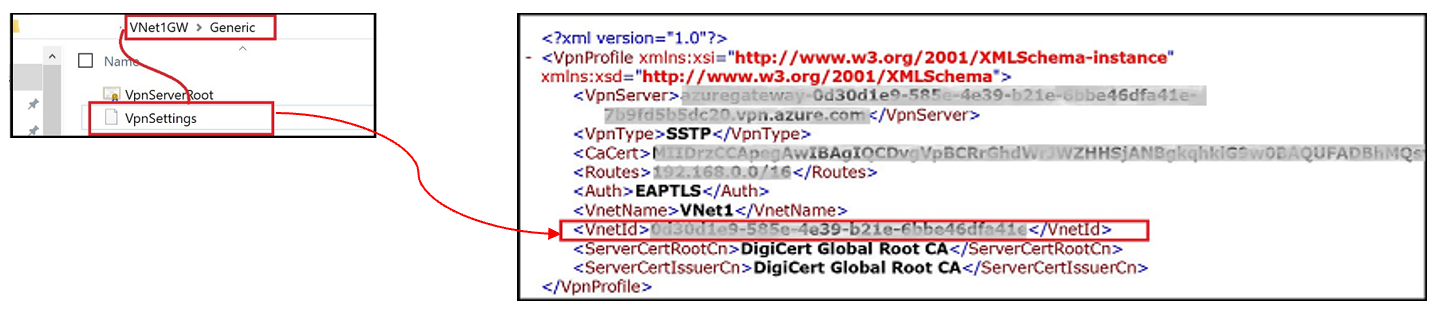 VNet1GW > Generic
Name
VpnServerRoot
VpnSettings
<?xml version="1.0"?>
- <VpnProfile xmlns:xsi="http://www.w3.org/2001/XMLSchema-instance"
xmlns:xsd="http://www.w3.org/2001/XMLSchema">
<VpnServer>azuregateway-0d30d1e9-585e-4e39-b21e-6bbe46dfa41e-
7b9fd5b5dc20.vpn.azure.com</VpnServer>
<VpnType>SSTP</VpnType>
<CaCert>
<Routes>192.168.0.0/16</Routes>
<Auth>EAPTLS</Auth>
<VnetName>VNet1</VnetName>
<VnetId>0d30d1e9-585e-4e39-b21e-6bbe46dfa41e</VnetId>
<ServerCertRootCn>DigiCert Global Root CA</ServerCertRootCn>
<ServerCertIssuerCn>DigiCert Global Root CA</ServerCertIssuerCn>
</VpnProfile>